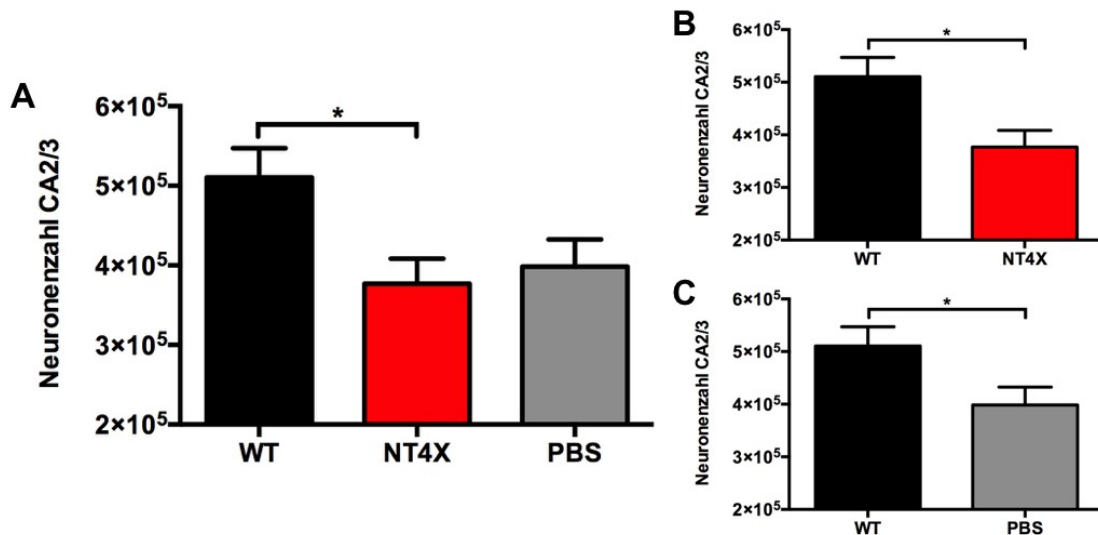 A
Neuronenzahl CA2/3
6×10⁵
5×10⁵
4×10⁵
3×10⁵
2×10⁵
*
WT NT4X PBS
B
Neuronenzahl CA2/3
6×10⁵
5×10⁵
4×10⁵
3×10⁵
2×10⁵
*
WT NT4X
C
Neuronenzahl CA2/3
6×10⁵
5×10⁵
4×10⁵
3×10⁵
2×10⁵
*
WT PBS